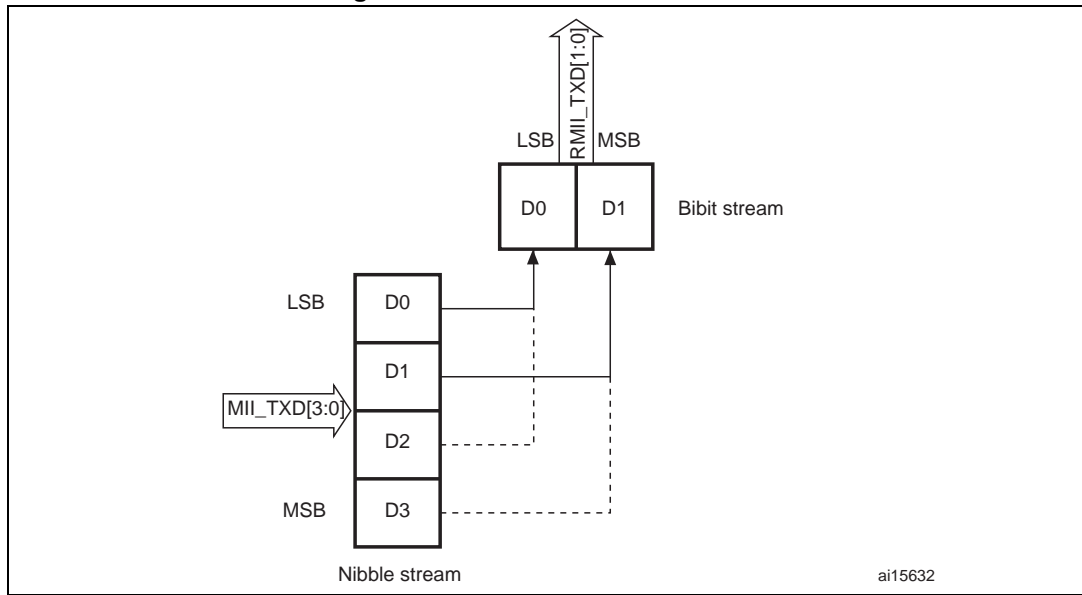 RMII_TXD[1:0]
LSB MSB
D0 D1 Bibit stream
LSB D0
D1
MII_TXD[3:0]
D2
MSB D3
Nibble stream
ai15632